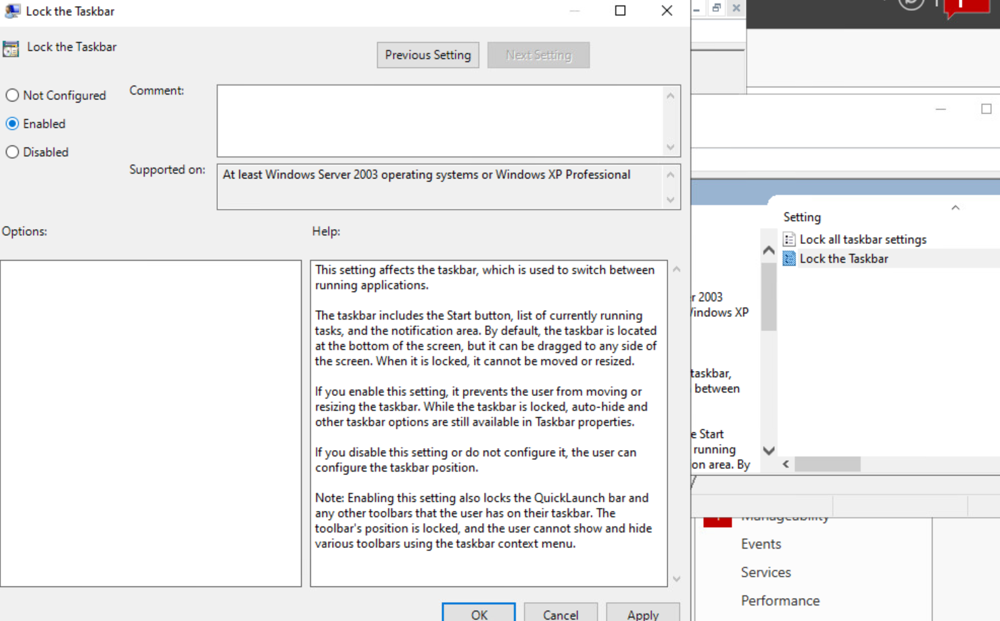 Lock the Taskbar
Lock the Taskbar
Previous Setting
Next Setting
Not Configured
Enabled
Disabled
Comment:
Supported on:
At least Windows Server 2003 operating systems or Windows XP Professional
Options:
Help:
This setting affects the taskbar, which is used to switch between
running applications.
The taskbar includes the Start button, list of currently running
tasks, and the notification area. By default, the taskbar is located
at the bottom of the screen, but it can be dragged to any side of
the screen. When it is locked, it cannot be moved or resized.
If you enable this setting, it prevents the user from moving or
resizing the taskbar. While the taskbar is locked, auto-hide and
other taskbar options are still available in Taskbar properties.
If you disable this setting or do not configure it, the user can
configure the taskbar position.
Note: Enabling this setting also locks the QuickLaunch bar and
any other toolbars that the user has on their taskbar. The
toolbar's position is locked, and the user cannot show and hide
various toolbars using the taskbar context menu.
OK
Cancel
Apply
Setting
Lock all taskbar settings
Lock the Taskbar
r 2003
Windows XP
taskbar,
between
e Start
running
on area. By
Manageability
Events
Services
Performance